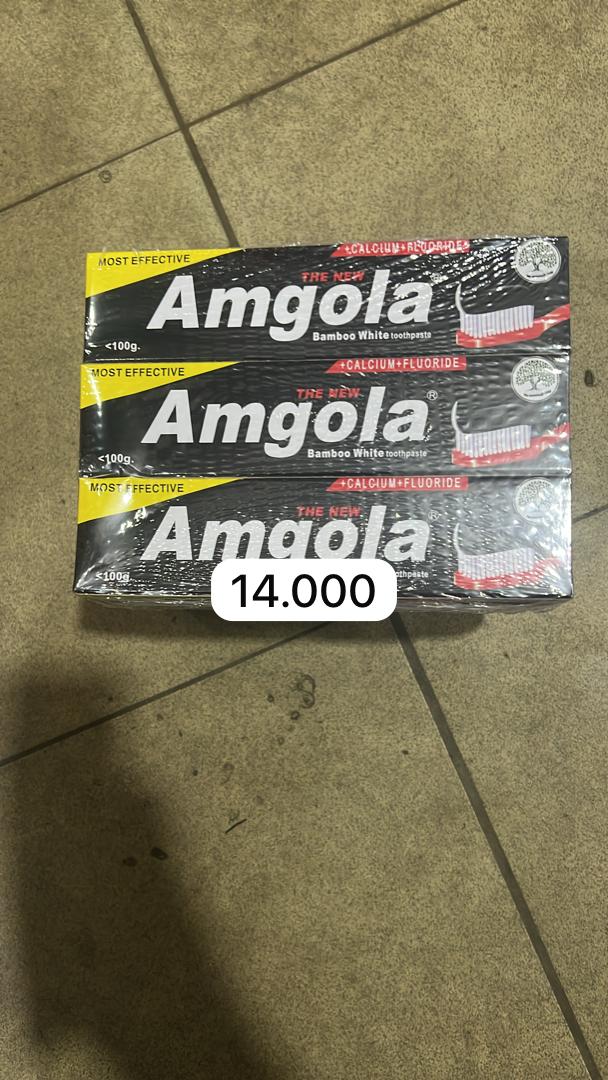 MOST EFFECTIVE
+CALCIUM+FLUORIDE
THE NEW
Amgola®
Bamboo White toothpaste
<100g.
MOST EFFECTIVE
+CALCIUM+FLUORIDE
THE NEW
Amgola®
Bamboo White toothpaste
<100g.
MOST EFFECTIVE
+CALCIUM+FLUORIDE
THE NEW
Amgola®
<100g
14.000